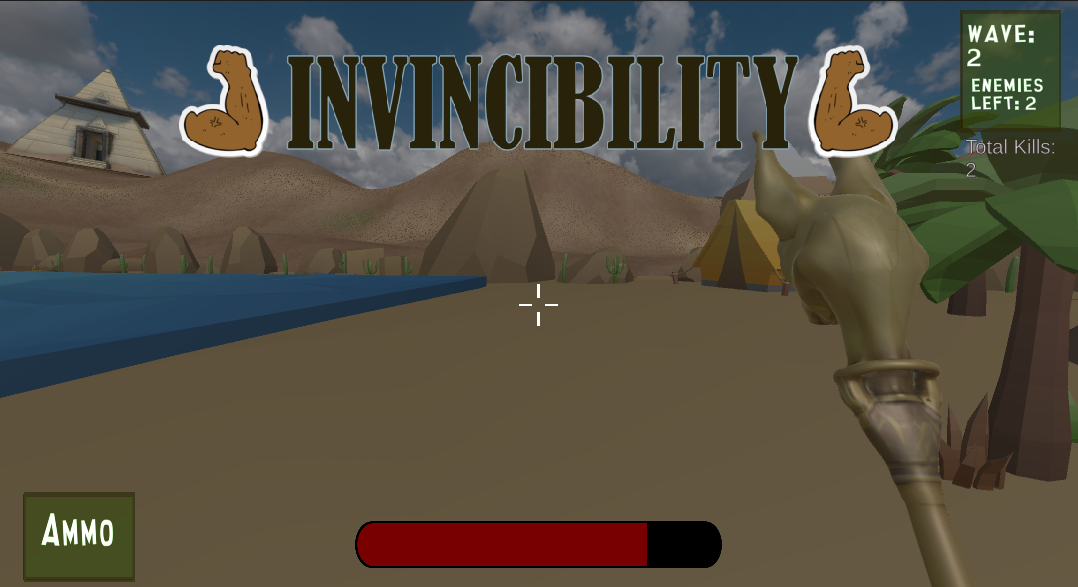 INVINCIBILITY
WAVE:
2
ENEMIES
LEFT: 2
Total Kills:
2
AMMO